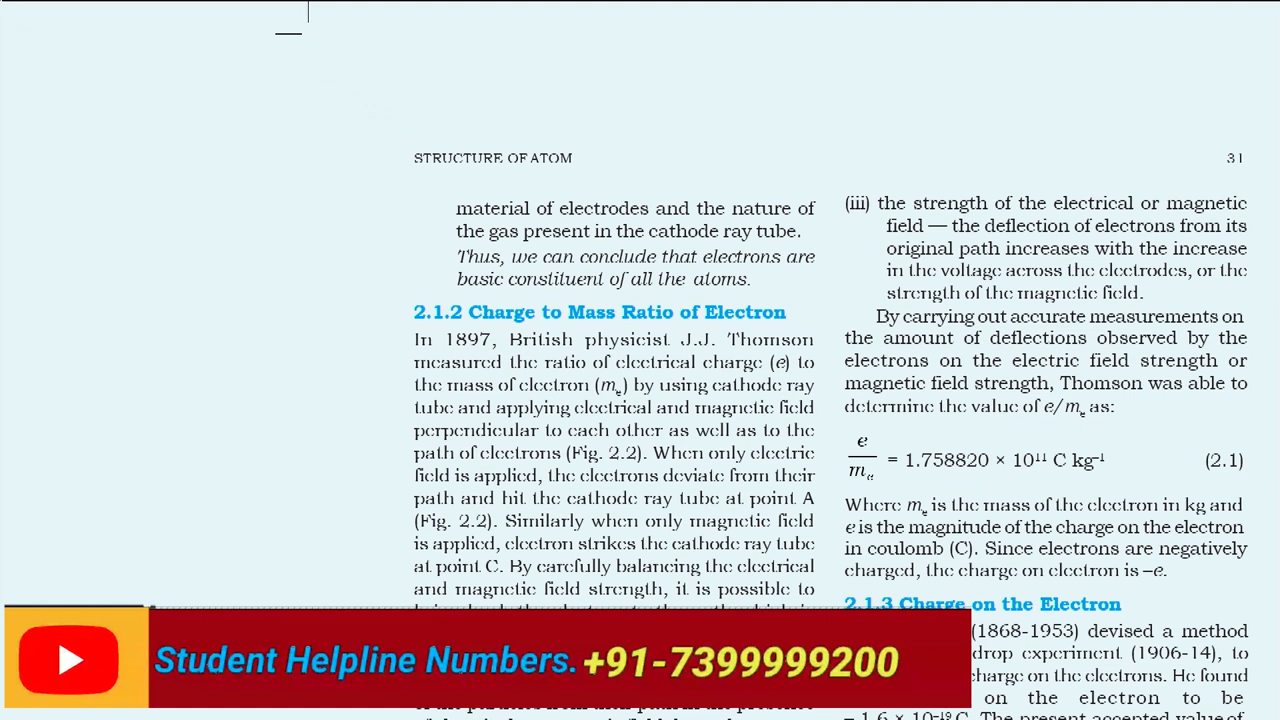 STRUCTURE OF ATOM 31
material of electrodes and the nature of
the gas present in the cathode ray tube.
Thus, we can conclude that electrons are
basic constituent of all the atoms.
2.1.2 Charge to Mass Ratio of Electron
In 1897, British physicist J.J. Thomson
measured the ratio of electrical charge (e) to
the mass of electron (mₑ) by using cathode ray
tube and applying electrical and magnetic field
perpendicular to each other as well as to the
path of electrons (Fig. 2.2). When only electric
field is applied, the electrons deviate from their
path and hit the cathode ray tube at point A
(Fig. 2.2). Similarly when only magnetic field
is applied, electron strikes the cathode ray tube
at point C. By carefully balancing the electrical
and magnetic field strength, it is possible to
(iii) the strength of the electrical or magnetic
field — the deflection of electrons from its
original path increases with the increase
in the voltage across the electrodes, or the
strength of the magnetic field.
By carrying out accurate measurements on
the amount of deflections observed by the
electrons on the electric field strength or
magnetic field strength, Thomson was able to
determine the value of e/mₑ as:
e/mₑ = 1.758820 × 10¹¹ C kg⁻¹ (2.1)
Where mₑ is the mass of the electron in kg and
e is the magnitude of the charge on the electron
in coulomb (C). Since electrons are negatively
charged, the charge on electron is –e.
2.1.3 Charge on the Electron
(1868-1953) devised a method
drop experiment (1906-14), to
charge on the electrons. He found
on the electron to be
– 1.6 × 10⁻¹⁹ C. The present accepted value of
Student Helpline Numbers. +91-7399999200